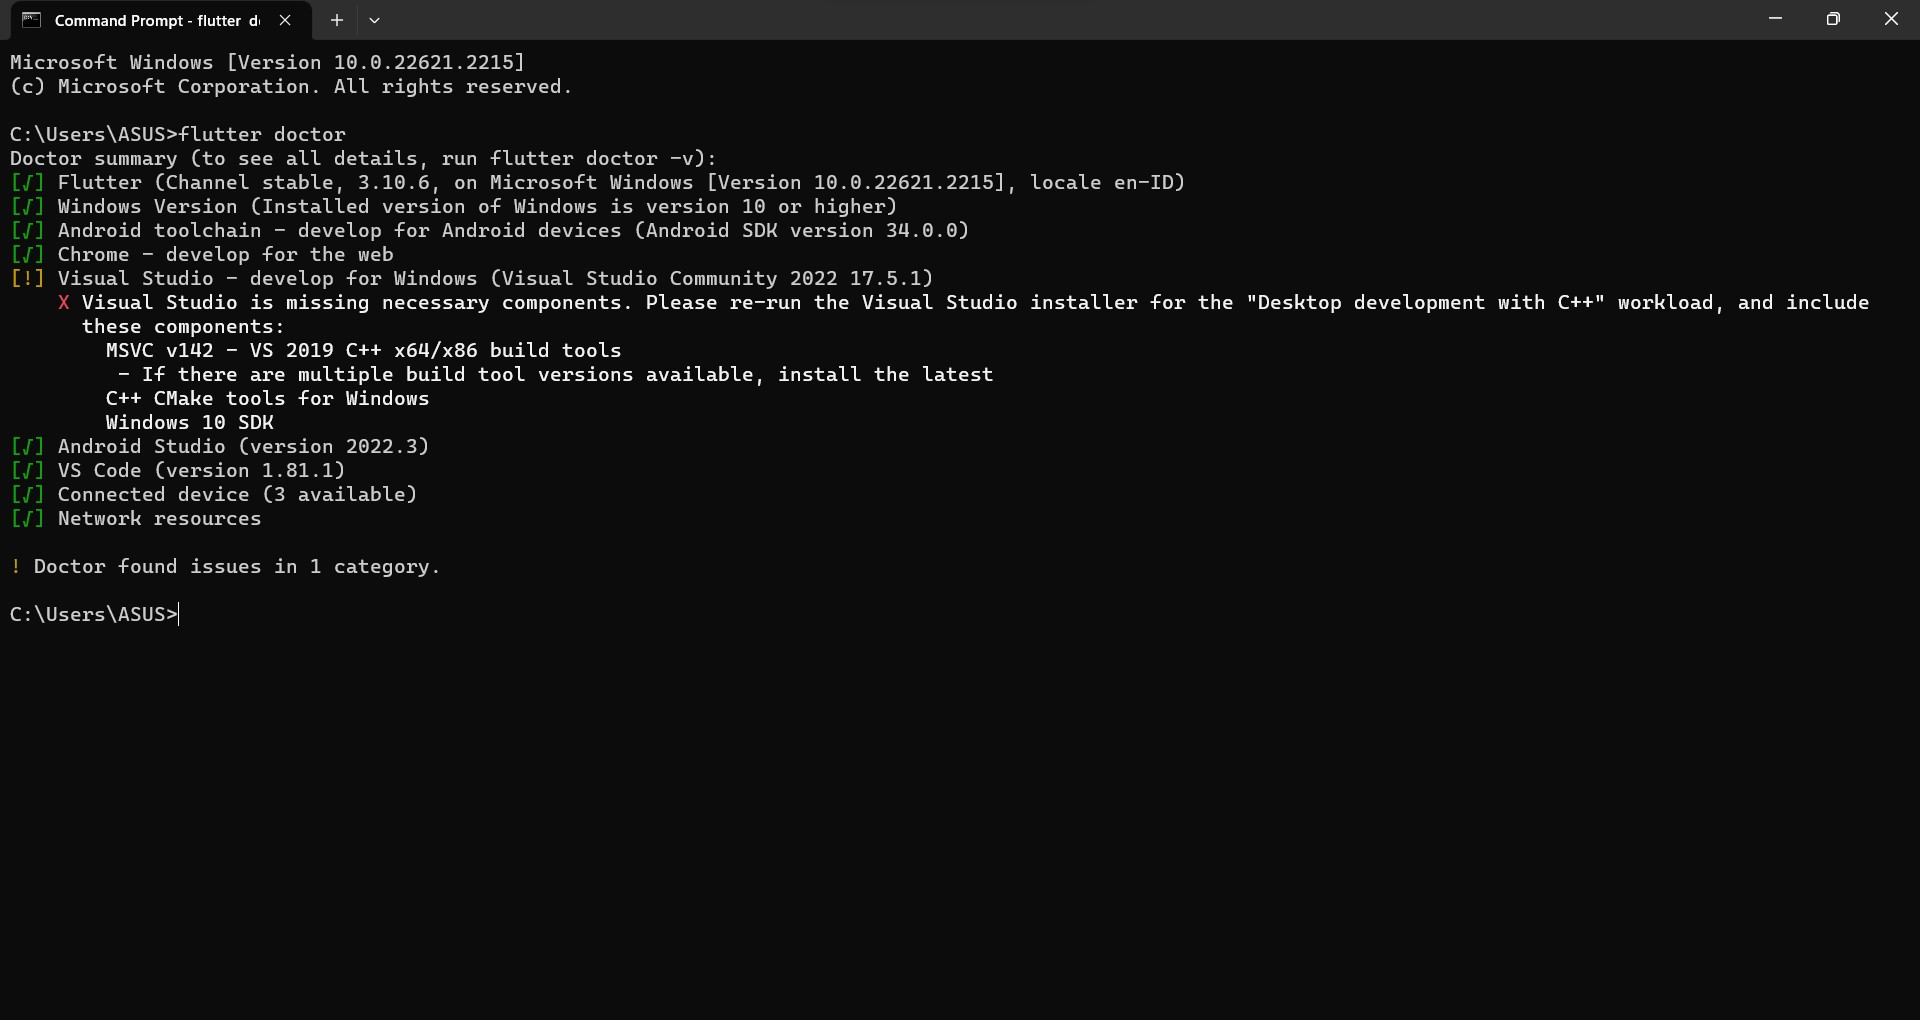 Command Prompt - flutter d
Microsoft Windows [Version 10.0.22621.2215]
(c) Microsoft Corporation. All rights reserved.
C:\Users\ASUS>flutter doctor
Doctor summary (to see all details, run flutter doctor -v):
[√] Flutter (Channel stable, 3.10.6, on Microsoft Windows [Version 10.0.22621.2215], locale en-ID)
[√] Windows Version (Installed version of Windows is version 10 or higher)
[√] Android toolchain - develop for Android devices (Android SDK version 34.0.0)
[√] Chrome - develop for the web
[!] Visual Studio - develop for Windows (Visual Studio Community 2022 17.5.1)
X Visual Studio is missing necessary components. Please re-run the Visual Studio installer for the "Desktop development with C++" workload, and include
these components:
MSVC v142 - VS 2019 C++ x64/x86 build tools
- If there are multiple build tool versions available, install the latest
C++ CMake tools for Windows
Windows 10 SDK
[√] Android Studio (version 2022.3)
[√] VS Code (version 1.81.1)
[√] Connected device (3 available)
[√] Network resources
! Doctor found issues in 1 category.
C:\Users\ASUS>